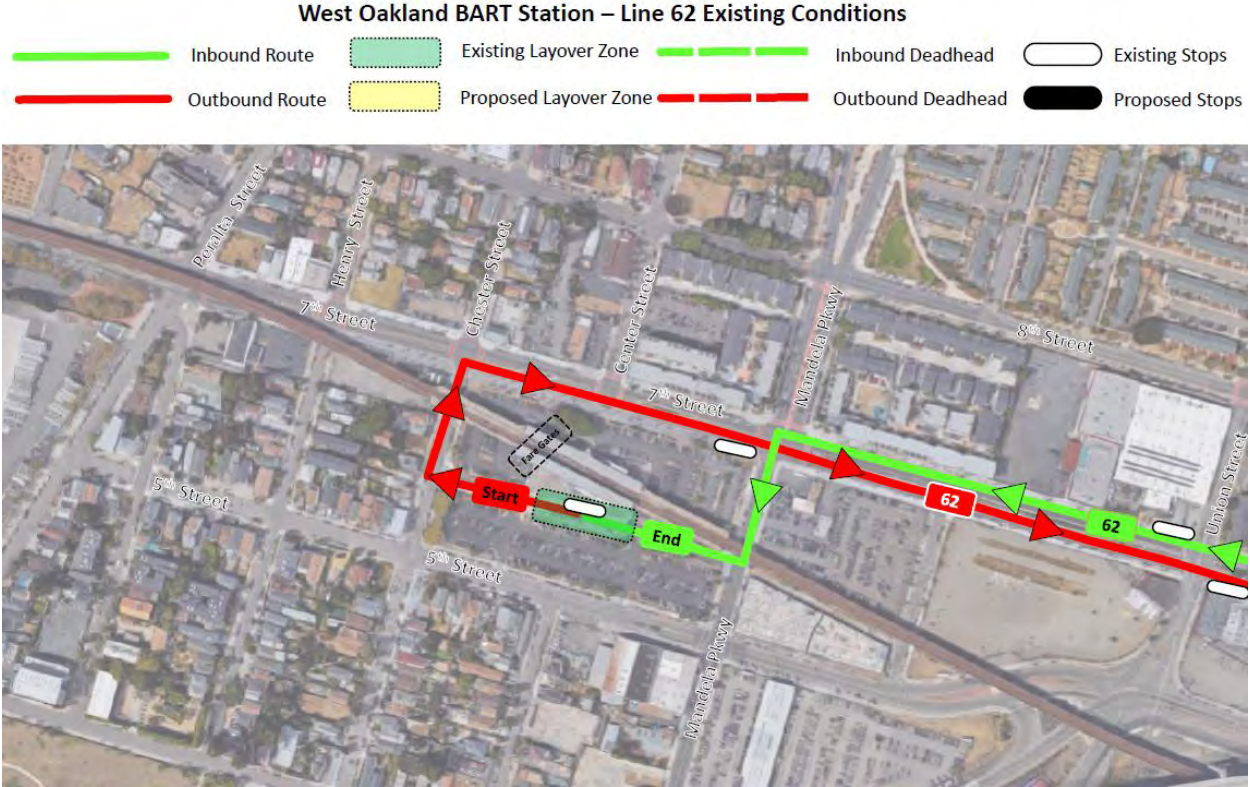 West Oakland BART Station – Line 62 Existing Conditions
Inbound Route
Existing Layover Zone
Inbound Deadhead
Existing Stops
Outbound Route
Proposed Layover Zone
Outbound Deadhead
Proposed Stops
Peralta Street
Henry Street
Chester Street
7th Street
Center Street
Mandela Pkwy
8th Street
7th Street
Fare Gates
5th Street
Start
62
62
Union Street
End
5th Street
Mandela Pkwy